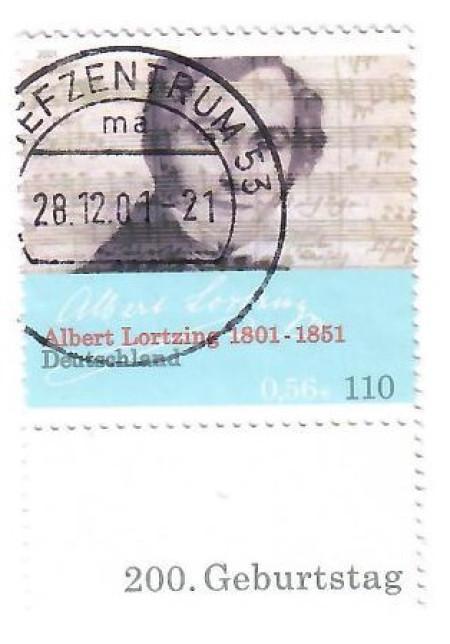 2001
EFZENTRUM 53
ma
28.12.01-21
Albert Lortzing
Albert Lortzing 1801-1851
Deutschland
0,56€ 110
200. Geburtstag